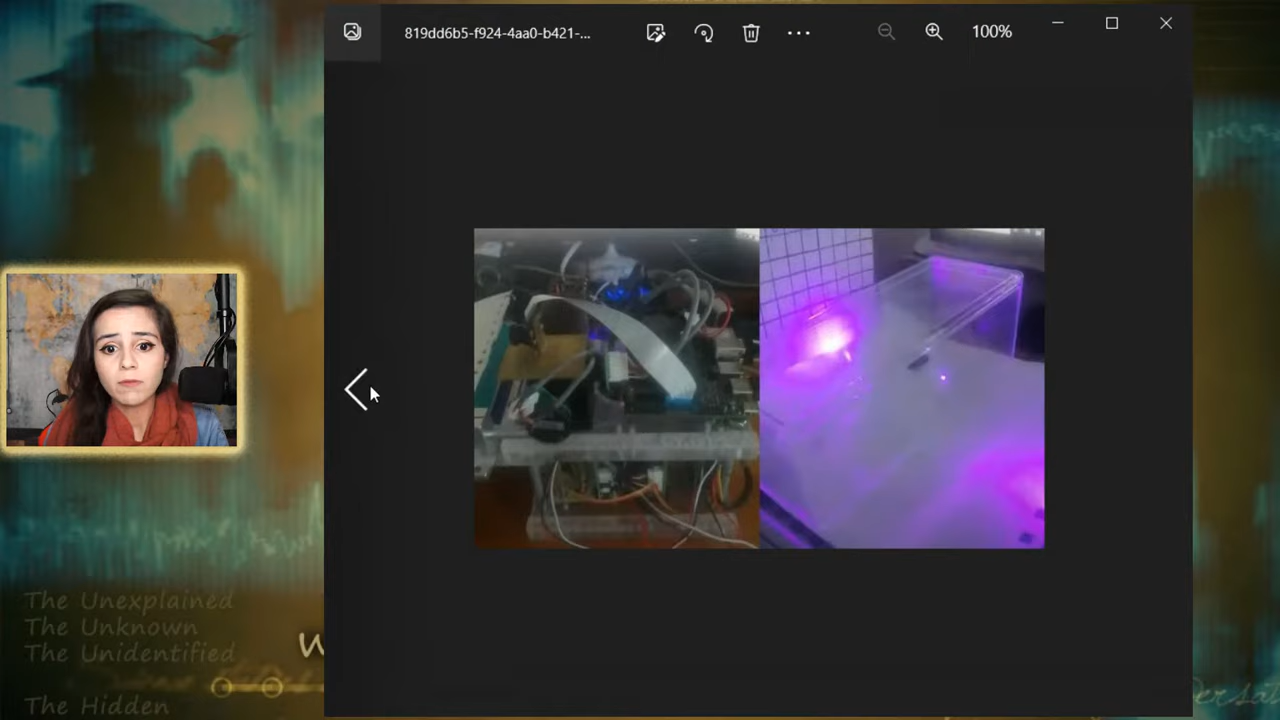 819dd6b5-f924-4aa0-b421-...
100%
The Unexplained
The Unknown
The Unidentified
The Hidden